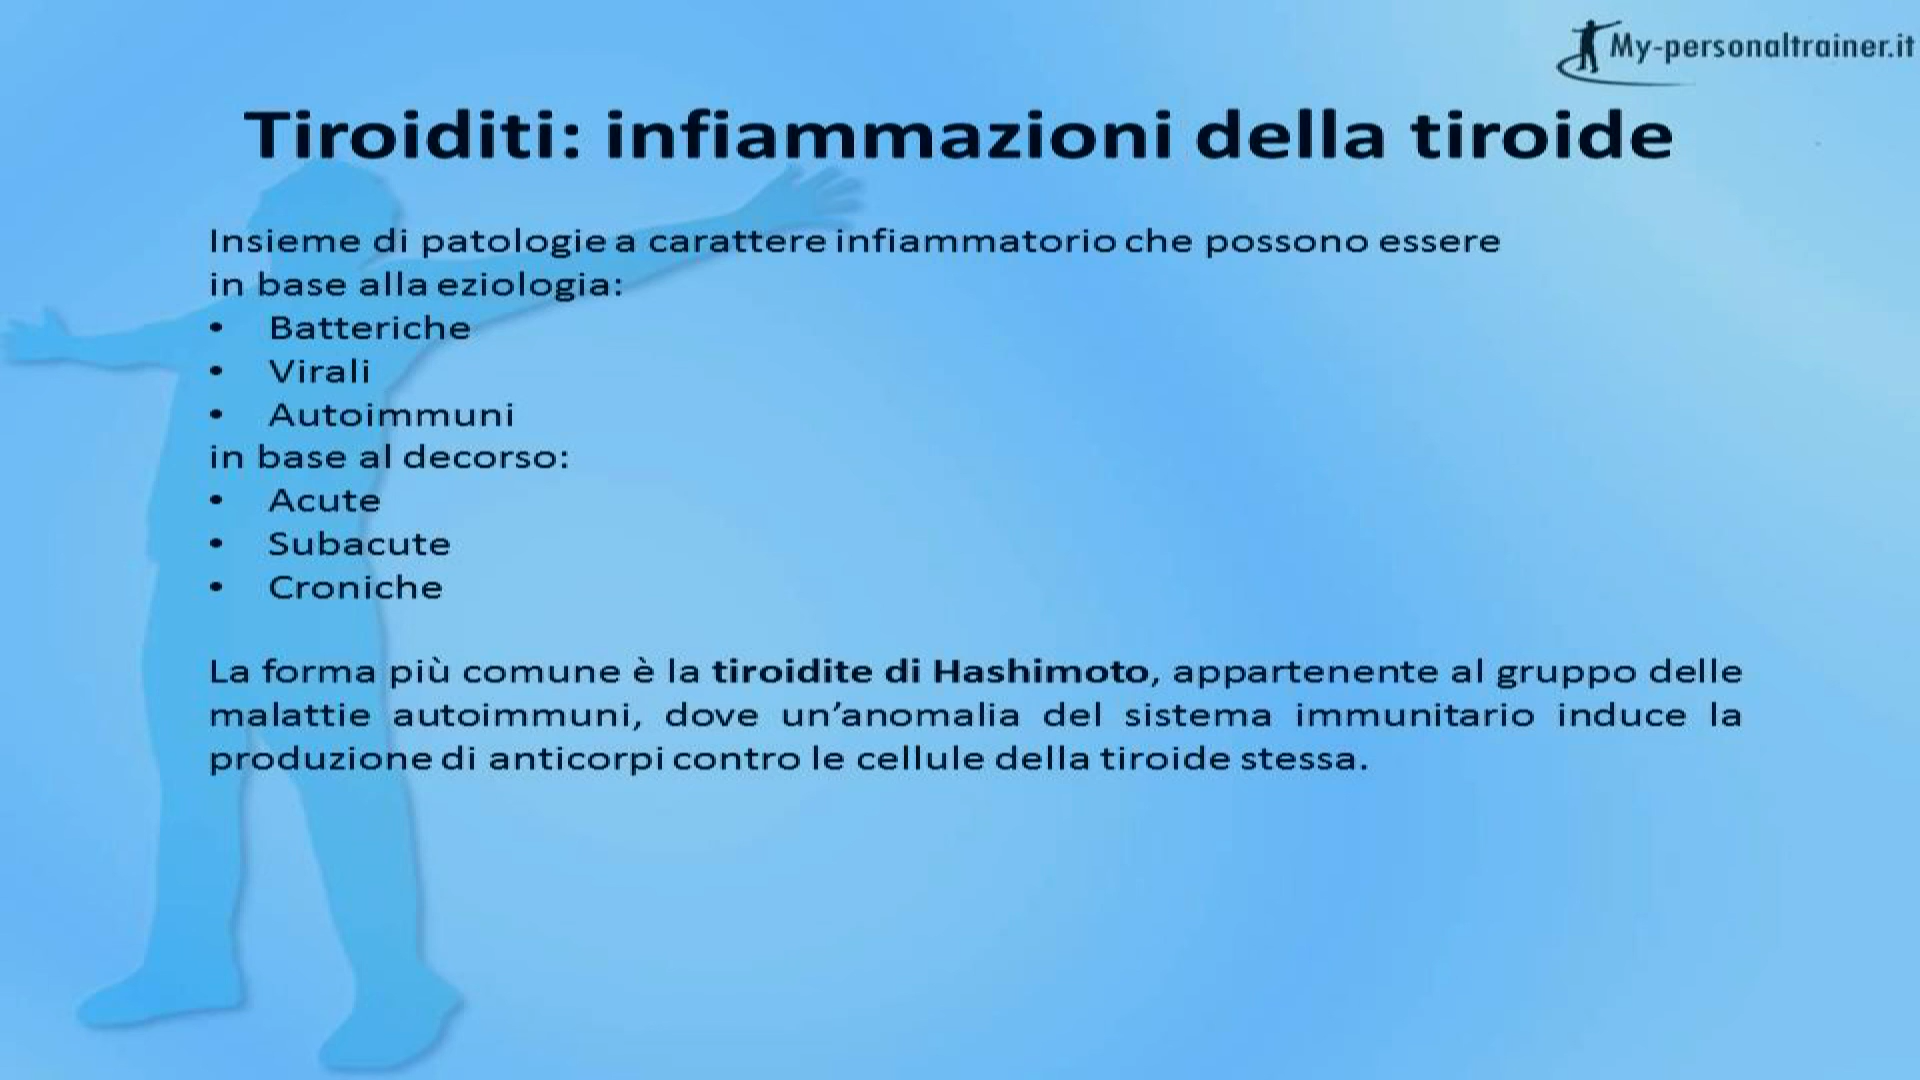 My-personaltrainer.it
Tiroiditi: infiammazioni della tiroide
Insieme di patologie a carattere infiammatorio che possono essere
in base alla eziologia:
• Batteriche
• Virali
• Autoimmuni
in base al decorso:
• Acute
• Subacute
• Croniche
La forma più comune è la tiroidite di Hashimoto, appartenente al gruppo delle
malattie autoimmuni, dove un’anomalia del sistema immunitario induce la
produzione di anticorpi contro le cellule della tiroide stessa.